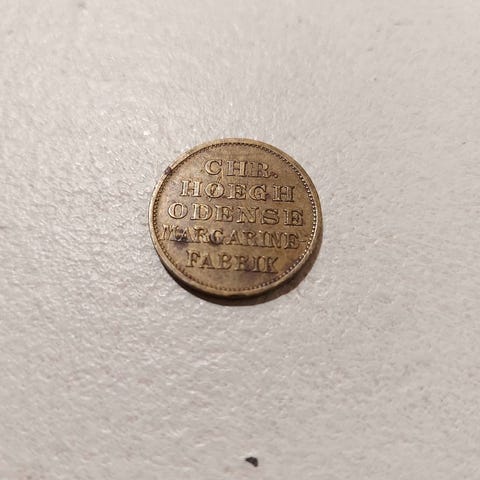 CHR.
HØEGH
ODENSE
MARGARINE-
FABRIK